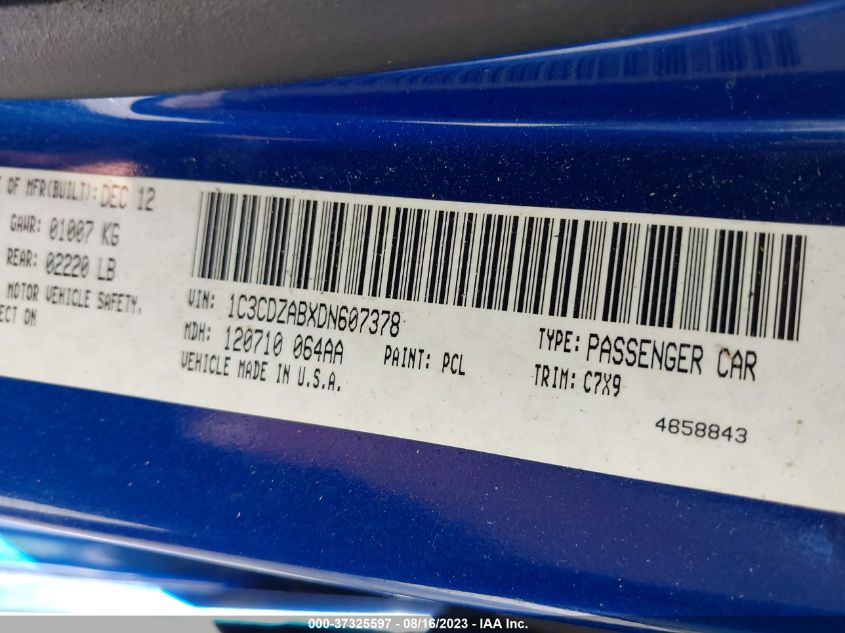 OF MFR(BUILT): DEC 12
GAWR: 01007 KG
REAR: 02220 LB
MOTOR VEHICLE SAFETY,
ECT ON
VIN: 1C3CDZABXDN607378
MDH: 120710 064AA
PAINT: PCL
VEHICLE MADE IN U.S.A.
TYPE: PASSENGER CAR
TRIM: C7X9
4658843
000-37325597 - 08/16/2023 - IAA Inc.